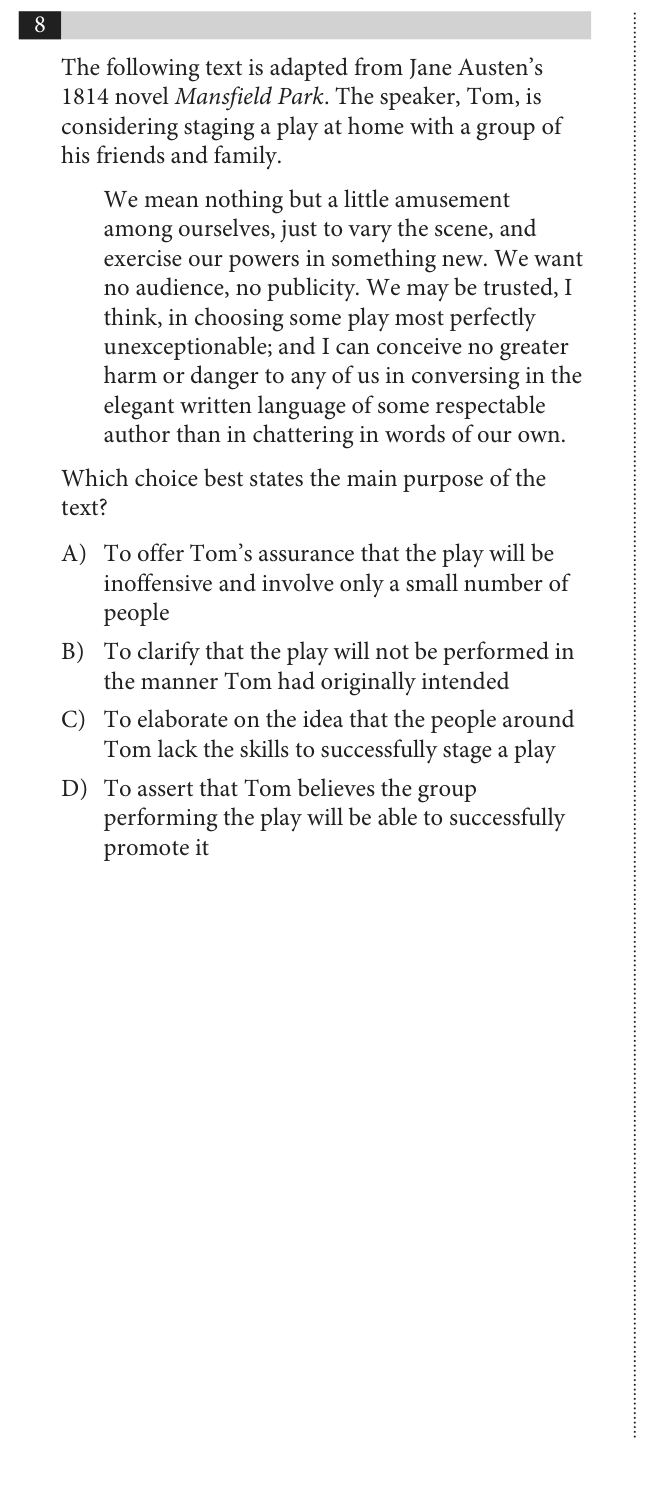 8
The following text is adapted from Jane Austen’s
1814 novel Mansfield Park. The speaker, Tom, is
considering staging a play at home with a group of
his friends and family.
We mean nothing but a little amusement
among ourselves, just to vary the scene, and
exercise our powers in something new. We want
no audience, no publicity. We may be trusted, I
think, in choosing some play most perfectly
unexceptionable; and I can conceive no greater
harm or danger to any of us in conversing in the
elegant written language of some respectable
author than in chattering in words of our own.
Which choice best states the main purpose of the
text?
A) To offer Tom’s assurance that the play will be
inoffensive and involve only a small number of
people
B) To clarify that the play will not be performed in
the manner Tom had originally intended
C) To elaborate on the idea that the people around
Tom lack the skills to successfully stage a play
D) To assert that Tom believes the group
performing the play will be able to successfully
promote it